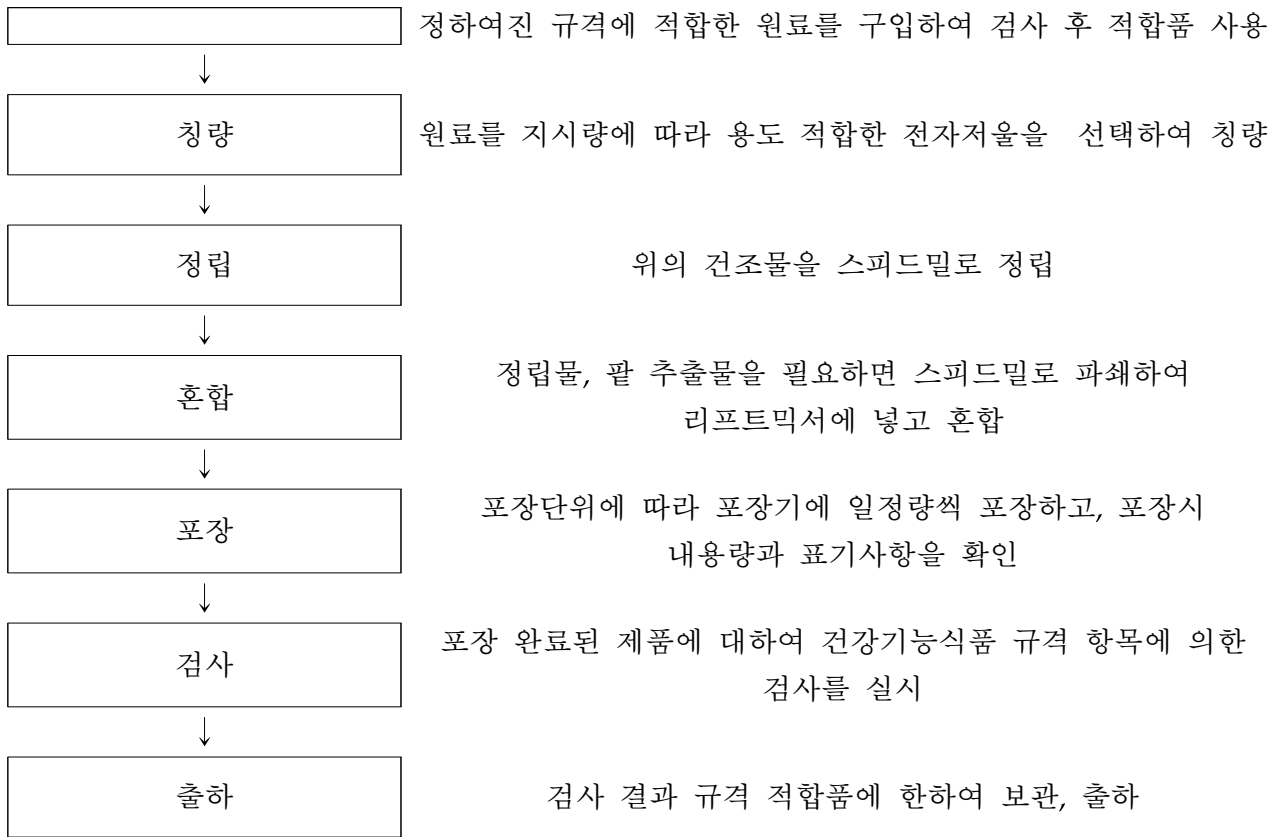 정하여진 규격에 적합한 원료를 구입하여 검사 후 적합품 사용
↓
칭량
원료를 지시량에 따라 용도 적합한 전자저울을 선택하여 칭량
↓
정립
위의 건조물을 스피드밀로 정립
↓
혼합
정립물, 팥 추출물을 필요하면 스피드밀로 파쇄하여
리프트믹서에 넣고 혼합
↓
포장
포장단위에 따라 포장기에 일정량씩 포장하고, 포장시
내용량과 표기사항을 확인
↓
검사
포장 완료된 제품에 대하여 건강기능식품 규격 항목에 의한
검사를 실시
↓
출하
검사 결과 규격 적합품에 한하여 보관, 출하